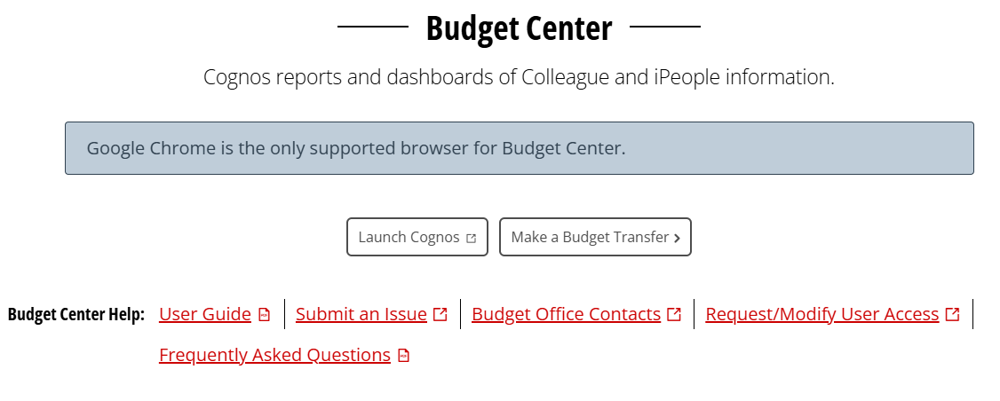 Budget Center
Cognos reports and dashboards of Colleague and iPeople information.
Google Chrome is the only supported browser for Budget Center.
Launch Cognos
Make a Budget Transfer
Budget Center Help: User Guide Submit an Issue Budget Office Contacts Request/Modify User Access
Frequently Asked Questions